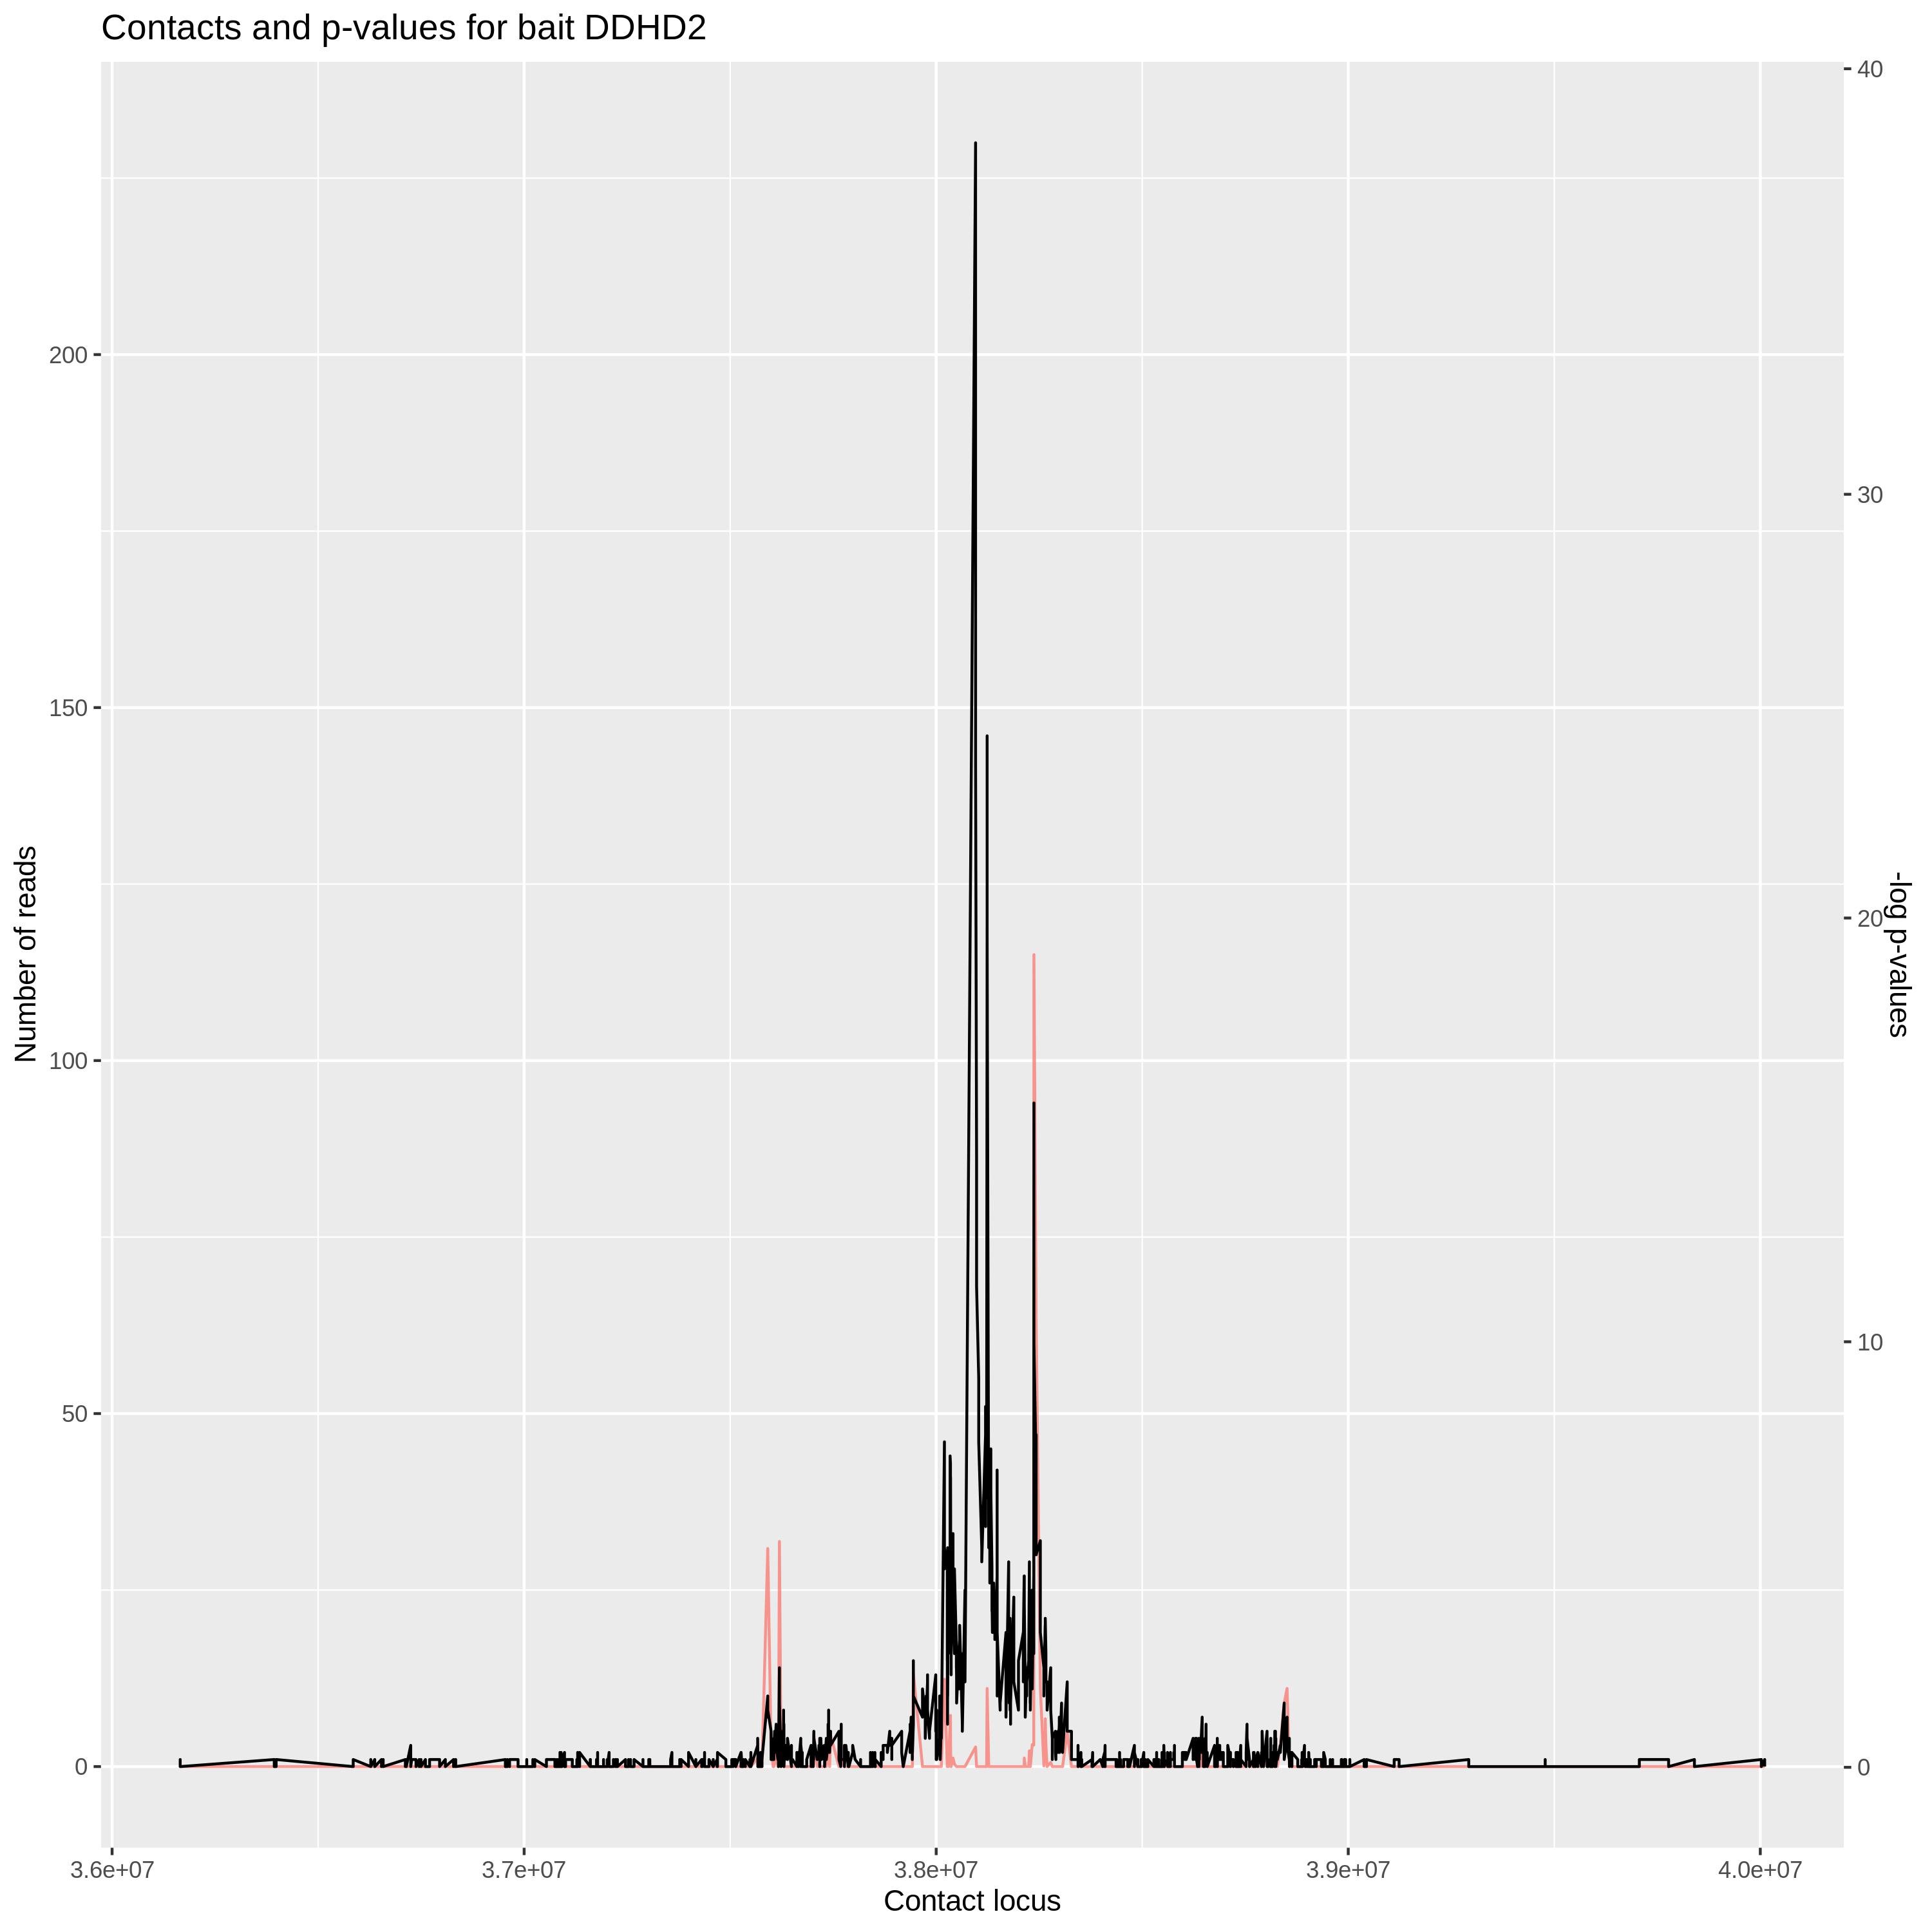 Contacts and p-values for bait DDHD2
40
30
20
10
0
200
150
100
50
0
Number of reads
-log p-values
3.6e+07 3.7e+07 3.8e+07 3.9e+07 4.0e+07
Contact locus